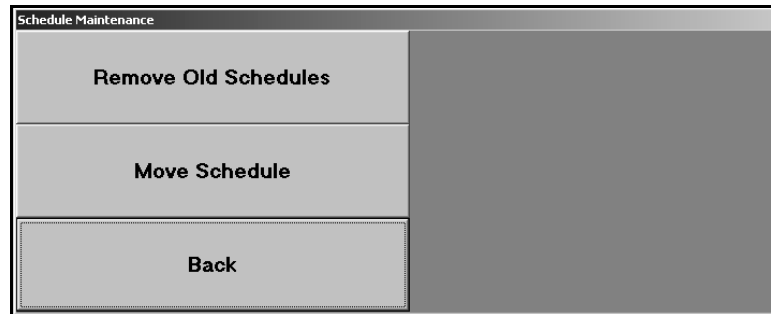 Schedule Maintenance
Remove Old Schedules
Move Schedule
Back